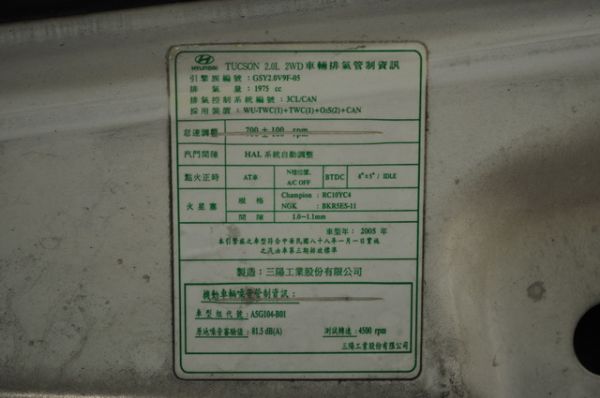 HYUNDAI TUCSON 2.0L 2WD 車輛排氣管制資訊
引擎族編號：GSY2.0V9F-05
排氣量：1975 cc
排氣控制系統編號：3CL/CAN
採用裝置：WU-TWC(1)+TWC(1)+O2S(2)+CAN
怠速調整 700 ± 100 rpm
汽門間隙 HAL 系統自動調整
點火正時 AT車 N檔位置, A/C OFF BTDC 8°±5° / IDLE
火星塞 規格 Champion : RC10YC4
NGK : BKR5ES-11
間隙 1.0~1.1mm
車型年：2005 年
本引擎族之車型符合中華民國八十八年一月一日實施
之汽油車第三期排放標準
製造：三陽工業股份有限公司
機動車輛噪音管制資訊：
車型組代號：A5G104-B01
原地噪音審驗值：81.5 dB(A) 測試轉速：4500 rpm
三陽工業股份有限公司